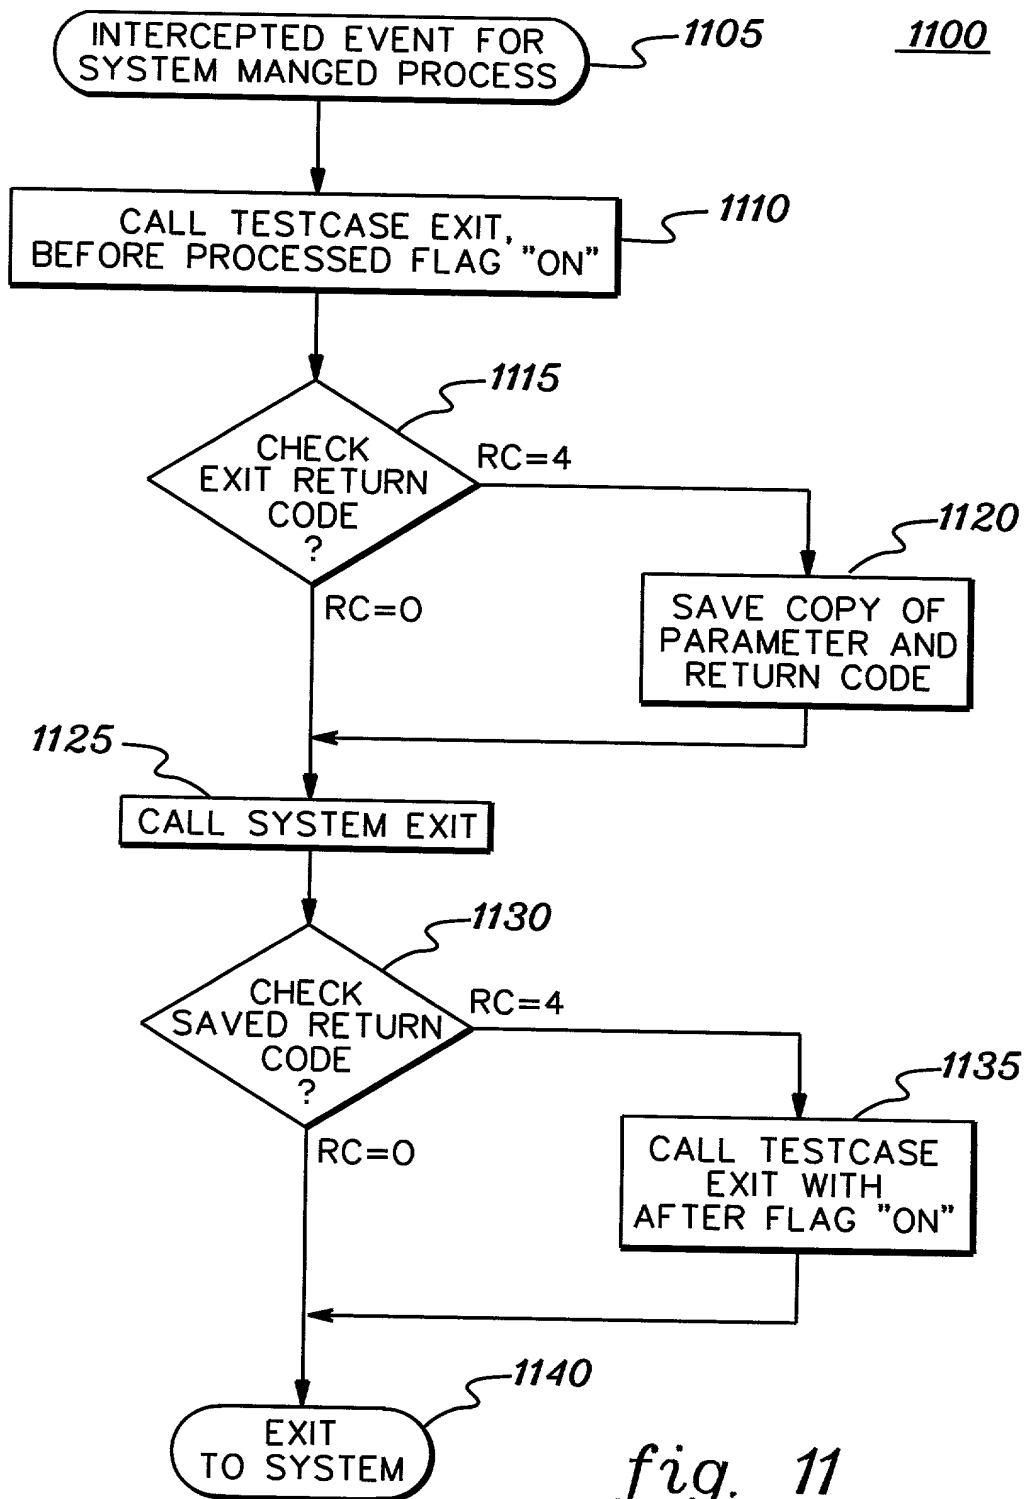 INTERCEPTED EVENT FOR
SYSTEM MANGED PROCESS
1105
1100
CALL TESTCASE EXIT,
BEFORE PROCESSED FLAG "ON"
1110
1115
CHECK
EXIT RETURN
CODE
?
RC=4
RC=0
1120
SAVE COPY OF
PARAMETER AND
RETURN CODE
1125
CALL SYSTEM EXIT
1130
CHECK
SAVED RETURN
CODE
?
RC=4
RC=0
1135
CALL TESTCASE
EXIT WITH
AFTER FLAG "ON"
1140
EXIT
TO SYSTEM
fig. 11